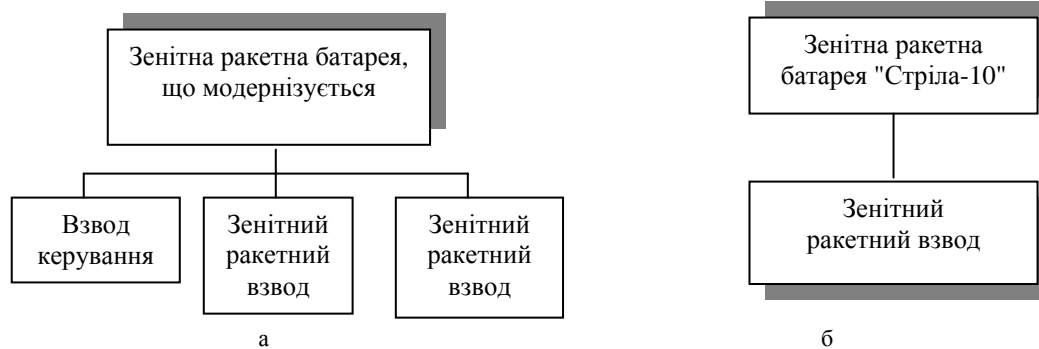 Зенітна ракетна батарея,
що модернізується
Взвод
керування
Зенітний
ракетний
взвод
Зенітний
ракетний
взвод
а
Зенітна ракетна
батарея "Стріла-10"
Зенітний
ракетний взвод
б